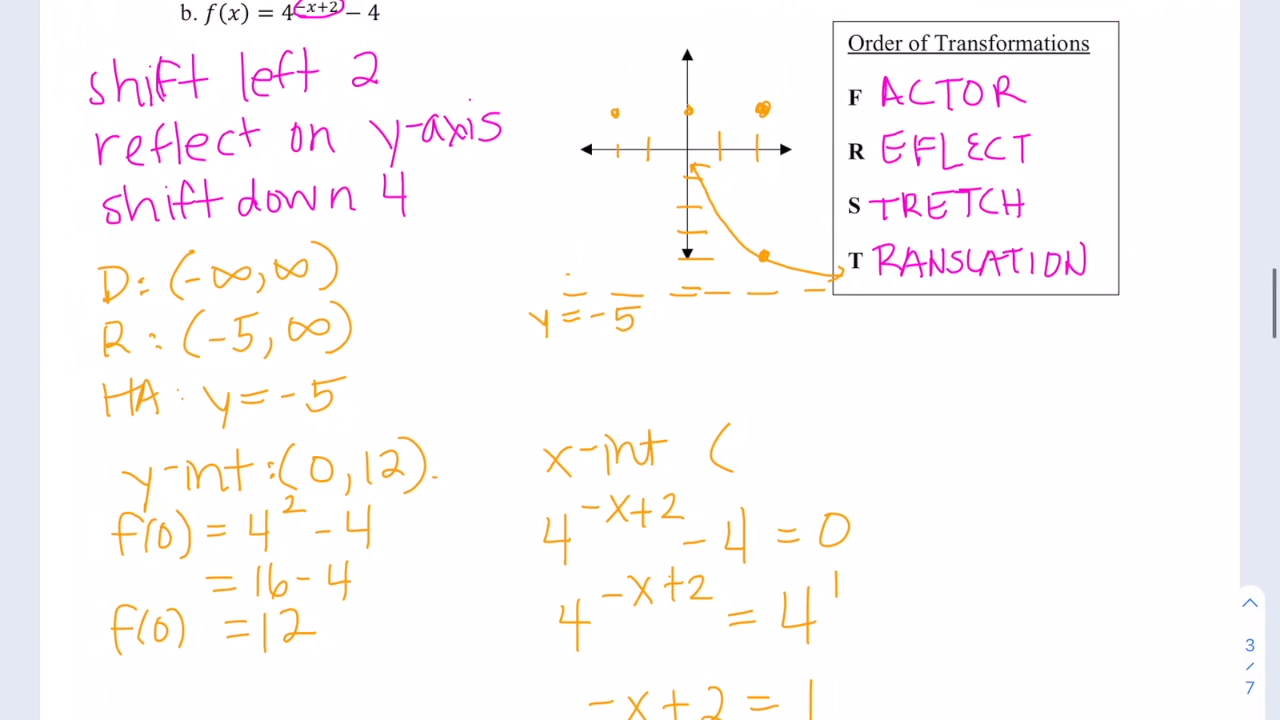 b. f(x) = 4^{-x+2} - 4
shift left 2
reflect on y-axis
shift down 4
D: (-∞, ∞)
R: (-5, ∞)
HA: y = -5
y-int: (0, 12).
f(0) = 4^2 - 4
= 16 - 4
f(0) = 12
y = -5
Order of Transformations
F ACTOR
R EFLECT
S TRETCH
T RANSLATION
x-int (
4^{-x+2} - 4 = 0
4^{-x+2} = 4^1
-x+2 = 1
3
/
7